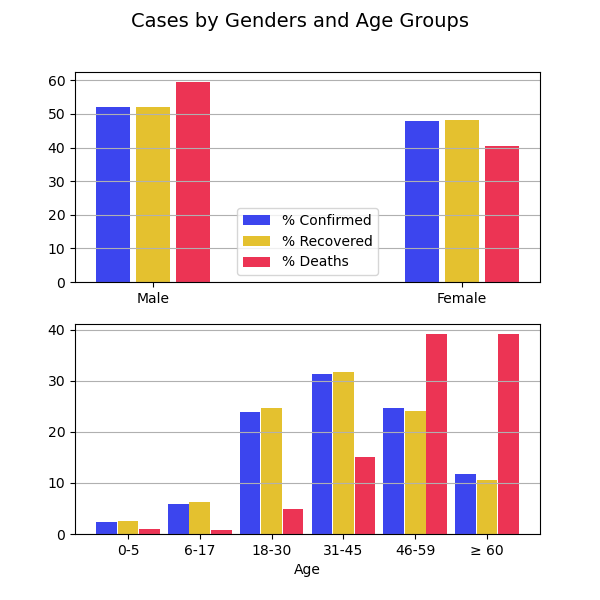 Cases by Genders and Age Groups
60
50
40
30
20
10
0
% Confirmed
% Recovered
% Deaths
Male Female
40
30
20
10
0
0-5 6-17 18-30 31-45 46-59 ≥ 60
Age